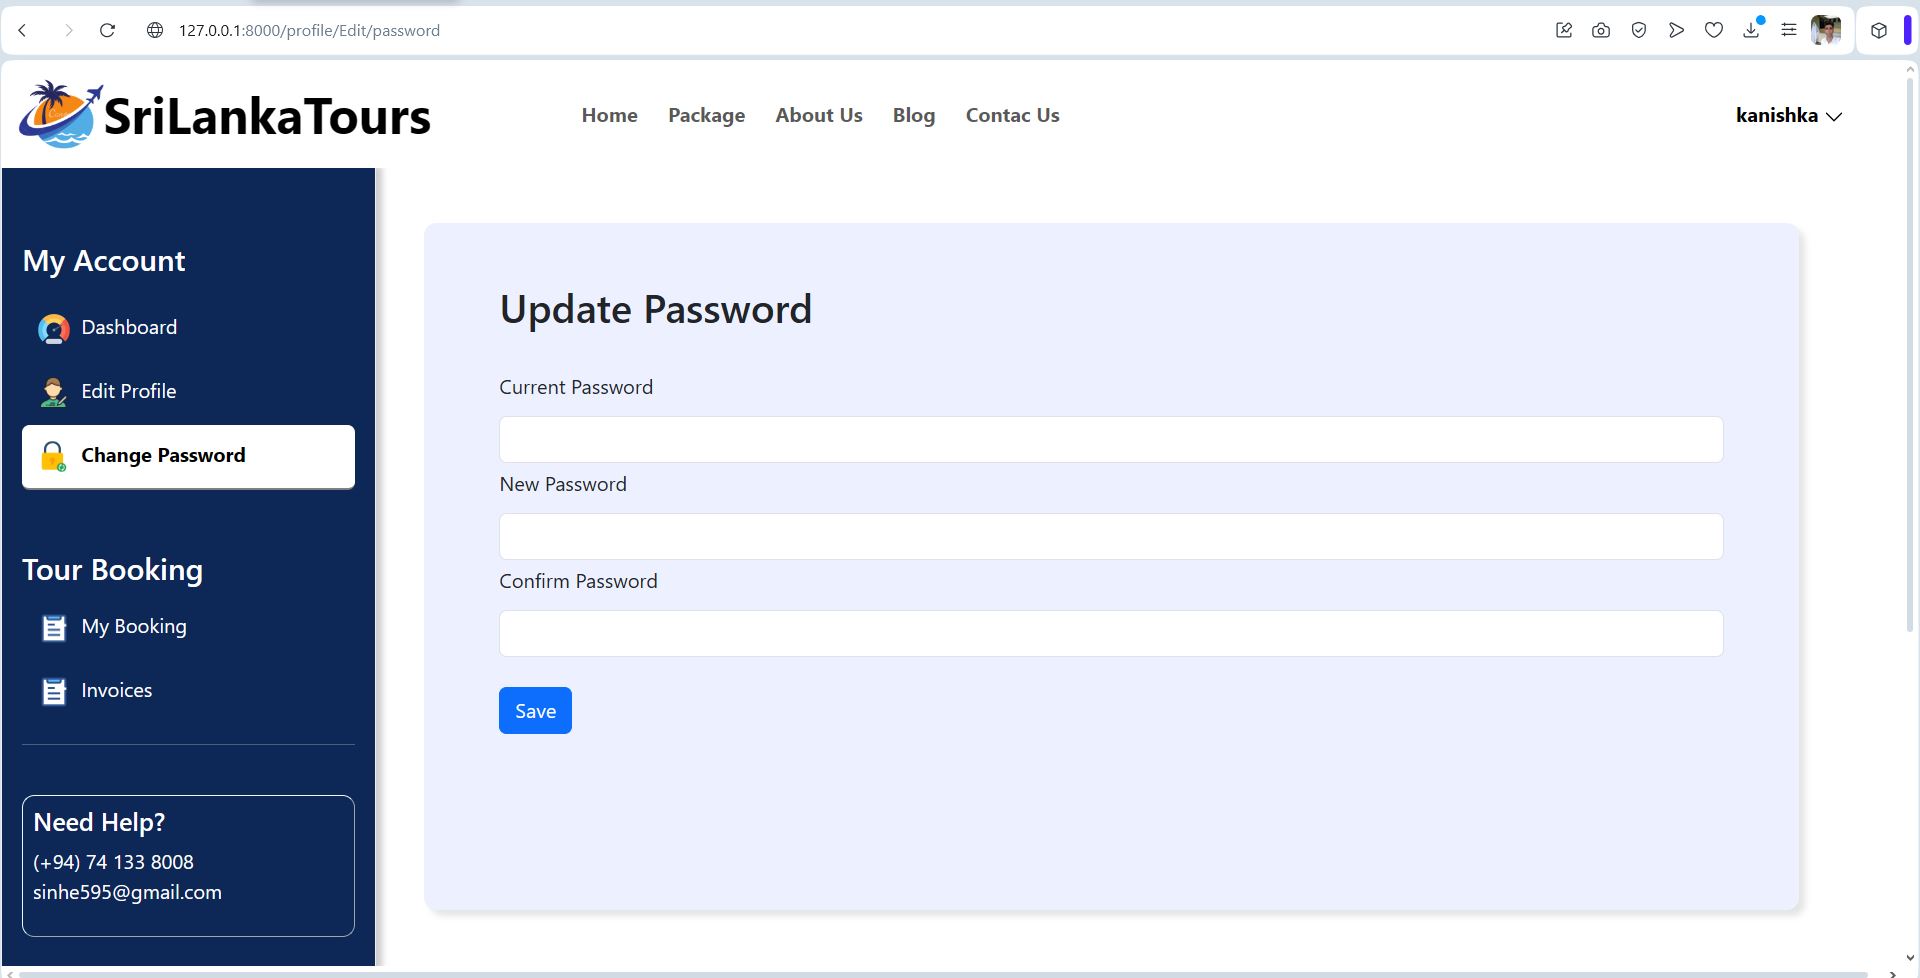 127.0.0.1:8000/profile/Edit/password
SriLankaTours
Home Package About Us Blog Contac Us
kanishka
My Account
Dashboard
Edit Profile
Change Password
Tour Booking
My Booking
Invoices
Need Help?
(+94) 74 133 8008
sinhe595@gmail.com
Update Password
Current Password
New Password
Confirm Password
Save